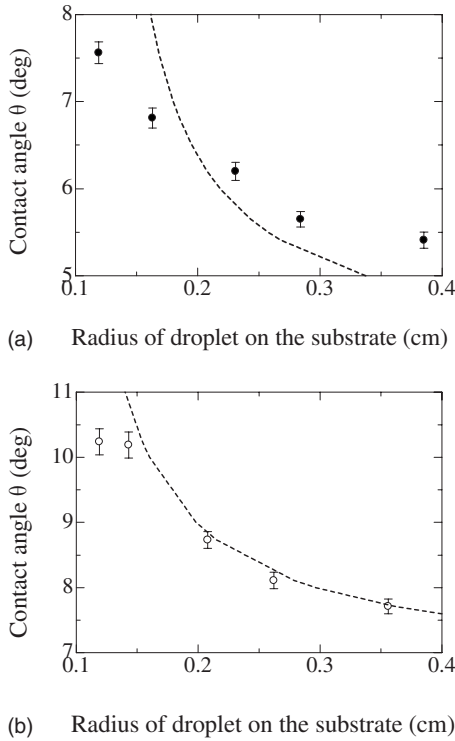 8
7
6
5
Contact angle θ (deg)
0.1 0.2 0.3 0.4
(a) Radius of droplet on the substrate (cm)
11
10
9
8
7
Contact angle θ (deg)
0.1 0.2 0.3 0.4
(b) Radius of droplet on the substrate (cm)